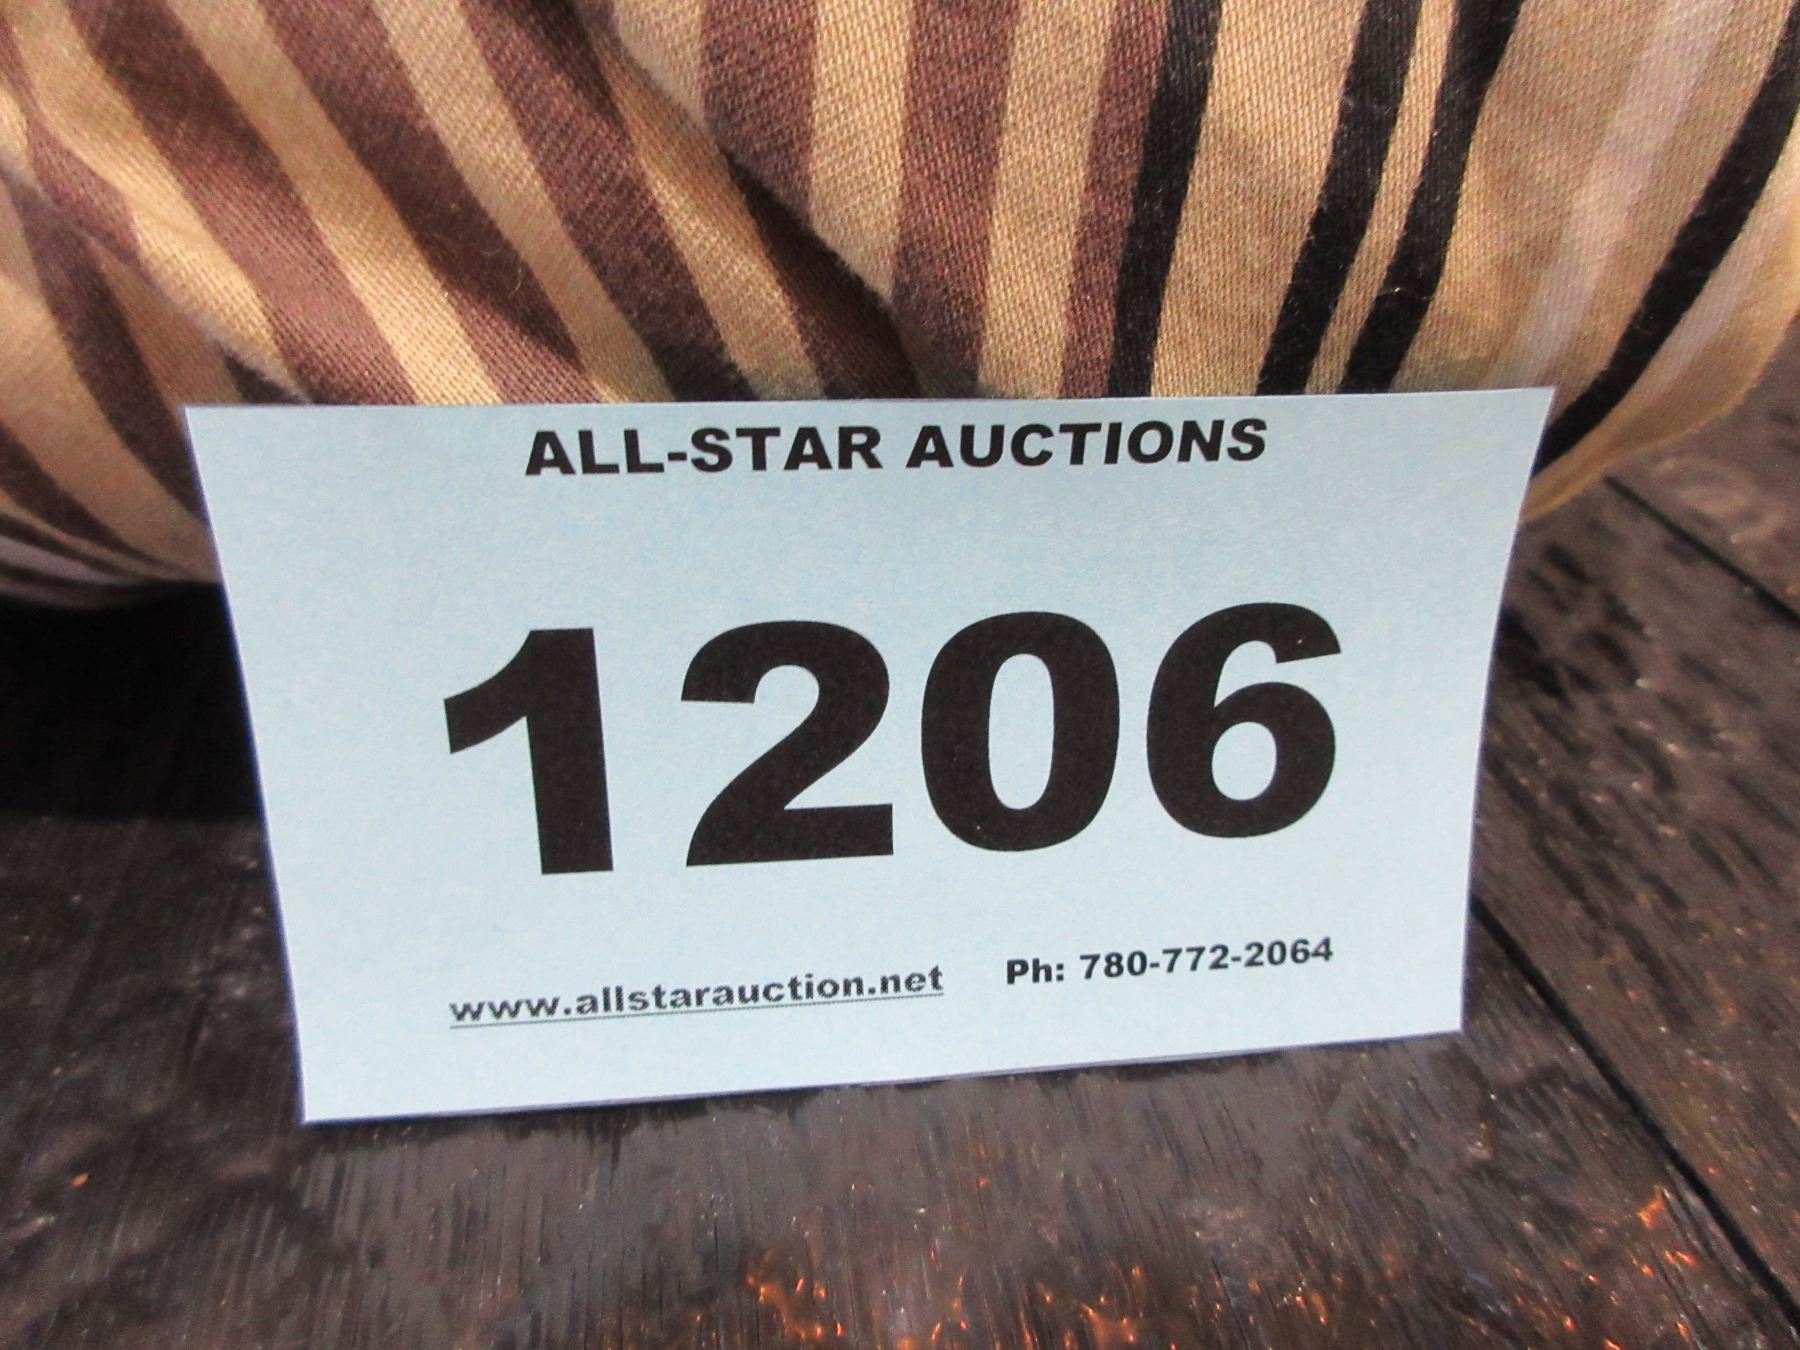 ALL-STAR AUCTIONS
1206
www.allstarauction.net Ph: 780-772-2064